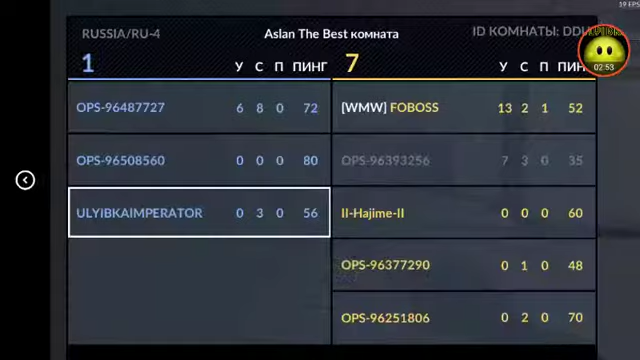 19 FPS
RUSSIA/RU-4 Aslan The Best комната ID КОМНАТЫ:
1 У С П ПИНГ 7 У С П ПИНГ
02:53
OPS-96487727 6 8 0 72 [WMW] FOBOSS 13 2 1 52
OPS-96508560 0 0 0 80 OPS-96393256 7 3 0 35
ULYIBKAIMPERATOR 0 3 0 56 II-Hajime-II 0 0 0 60
OPS-96377290 0 1 0 48
OPS-96251806 0 2 0 70